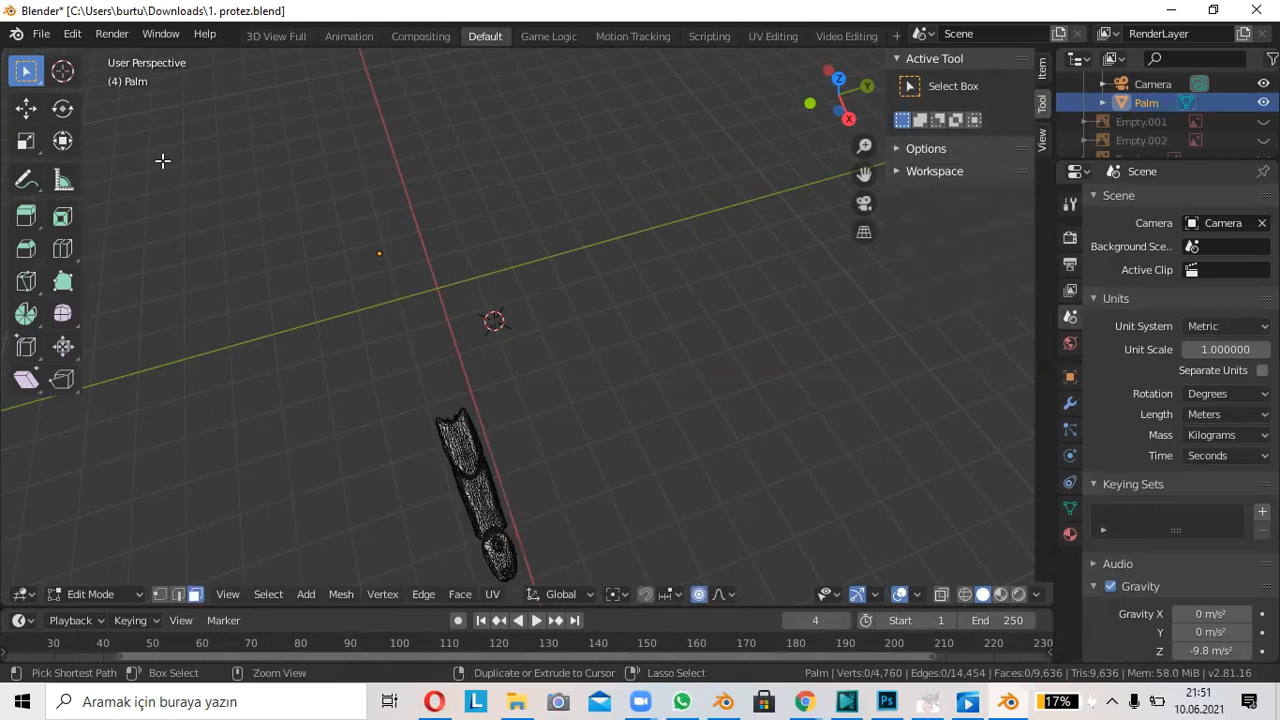 Blender* [C:\Users\burtu\Downloads\1. protez.blend]
File Edit Render Window Help 3D View Full Animation Compositing Default Game Logic Motion Tracking Scripting UV Editing Video Editing + Scene RenderLayer
User Perspective
(4) Palm
Active Tool
Select Box
Options
Workspace
Item
Tool
View
Z
Y
X
Camera
Palm
Empty.001
Empty.002
Scene
Scene
Camera Camera
Background Sce..
Active Clip
Units
Unit System Metric
Unit Scale 1.000000
Separate Units
Rotation Degrees
Length Meters
Mass Kilograms
Time Seconds
Keying Sets
Audio
Gravity
Gravity X 0 m/s²
Y 0 m/s²
Z -9.8 m/s²
Edit Mode View Select Add Mesh Vertex Edge Face UV Global
Playback Keying View Marker 4 Start 1 End 250
30 40 50 60 70 80 90 100 110 120 130 140 150 160 170 180 190 200 210 220 230
Pick Shortest Path Box Select Zoom View Duplicate or Extrude to Cursor Lasso Select Palm | Verts:0/4,760 | Edges:0/14,454 | Faces:0/9,636 | Tris:9,636 | Mem: 58.0 MiB | v2.81.16
Aramak için buraya yazın L Ps 17% 21:51
10.06.2021